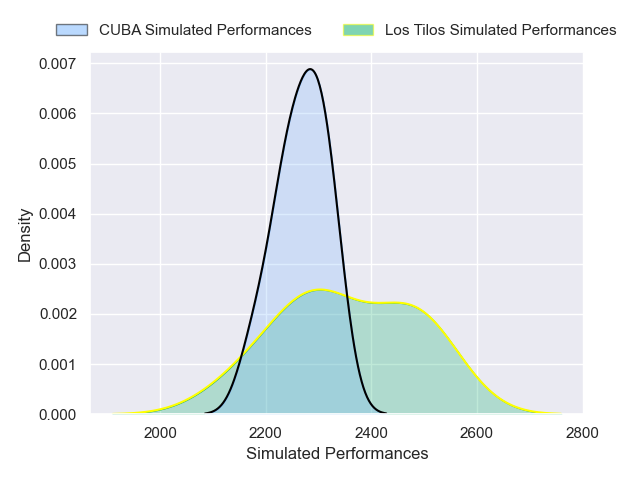 CUBA Simulated Performances
Los Tilos Simulated Performances
0.007
0.006
0.005
0.004
0.003
0.002
0.001
0.000
Density
2000 2200 2400 2600 2800
Simulated Performances